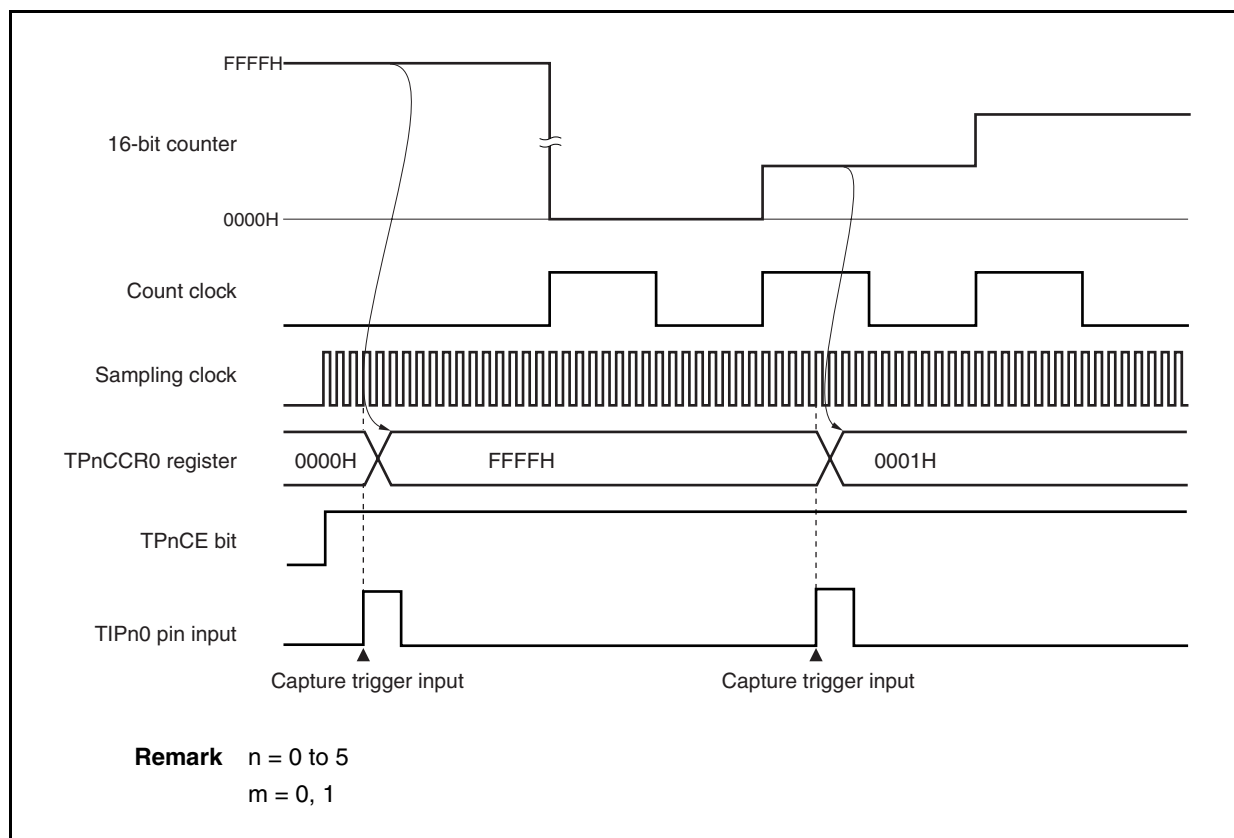 FFFFH
16-bit counter
0000H
Count clock
Sampling clock
TPnCCR0 register 0000H FFFFH 0001H
TPnCE bit
TIPn0 pin input
Capture trigger input Capture trigger input
Remark n = 0 to 5
m = 0, 1